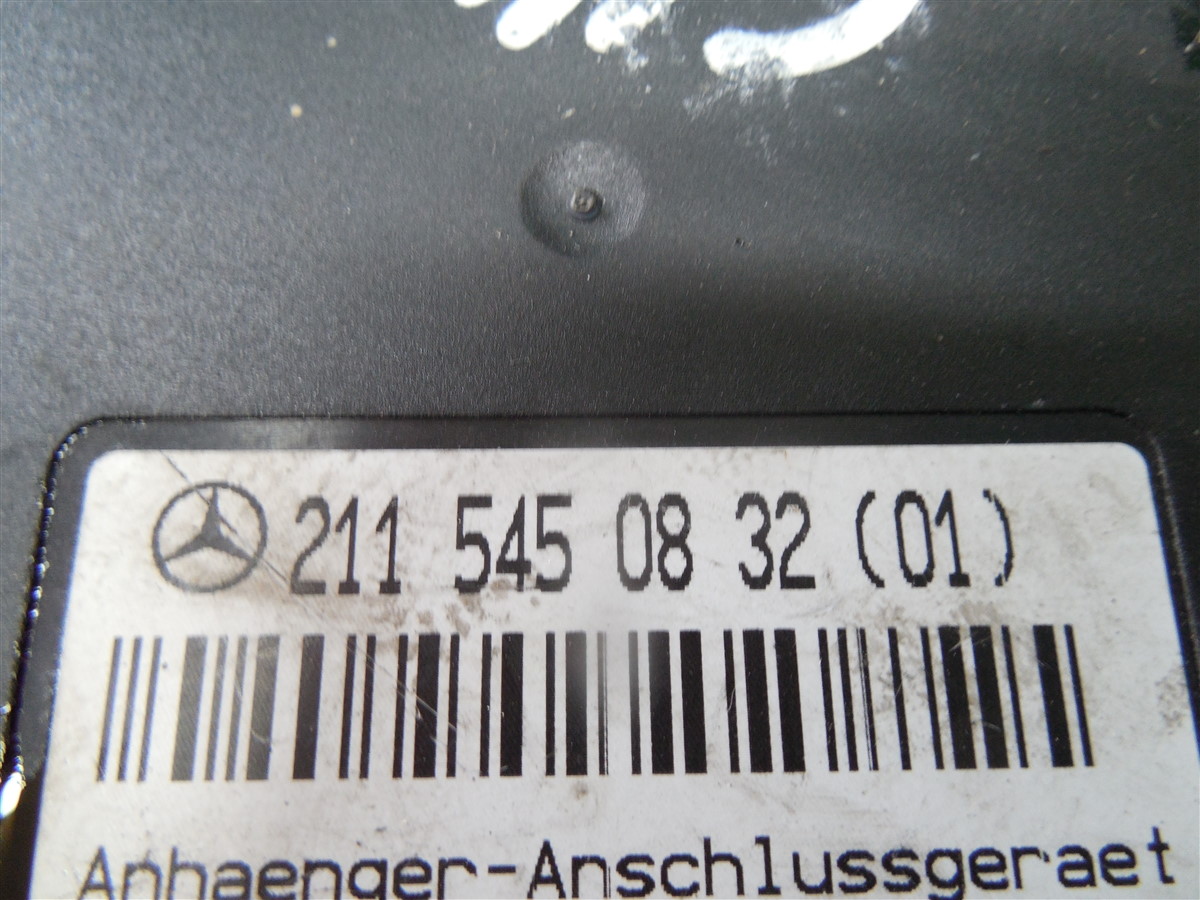 211 545 08 32 (01)
Anhaenger-Anschlussgeraet